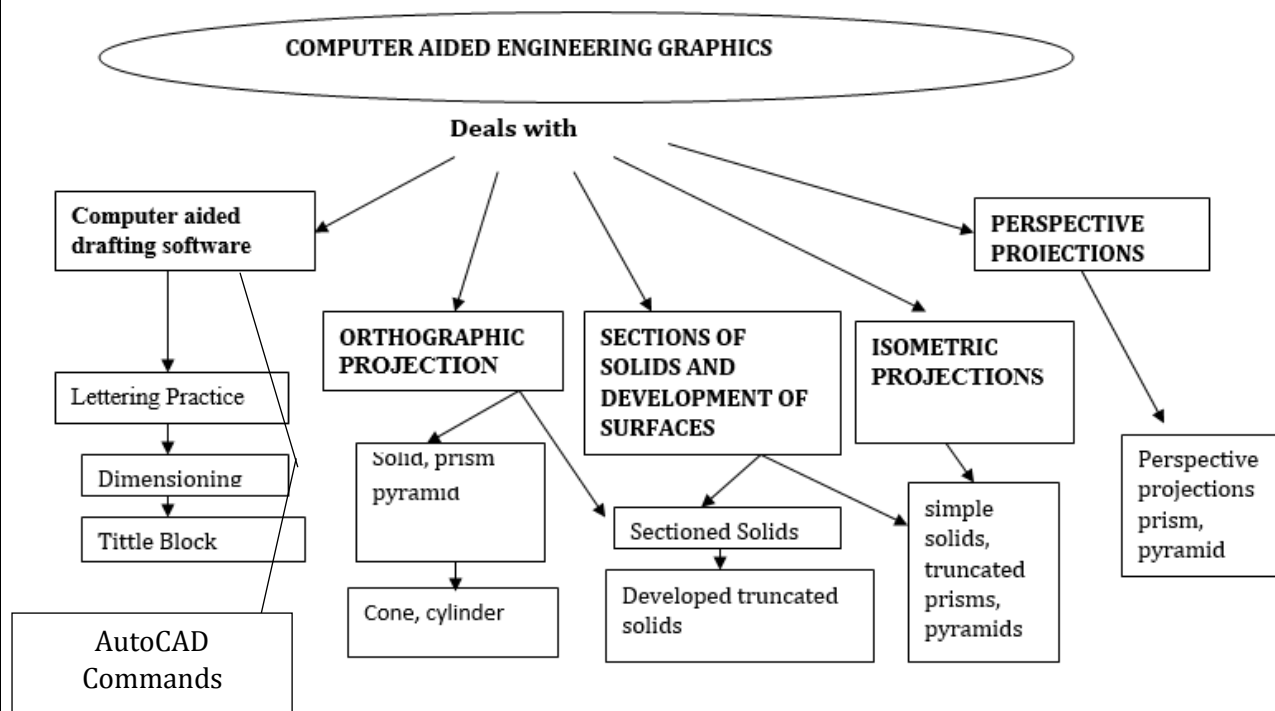 COMPUTER AIDED ENGINEERING GRAPHICS
Deals with
Computer aided
drafting software
Lettering Practice
Dimensioning
Tittle Block
AutoCAD
Commands
ORTHOGRAPHIC
PROJECTION
Solid, prism
pyramid
Cone, cylinder
SECTIONS OF
SOLIDS AND
DEVELOPMENT OF
SURFACES
Sectioned Solids
Developed truncated
solids
ISOMETRIC
PROJECTIONS
simple
solids,
truncated
prisms,
pyramids
PERSPECTIVE
PROJECTIONS
Perspective
projections
prism,
pyramid